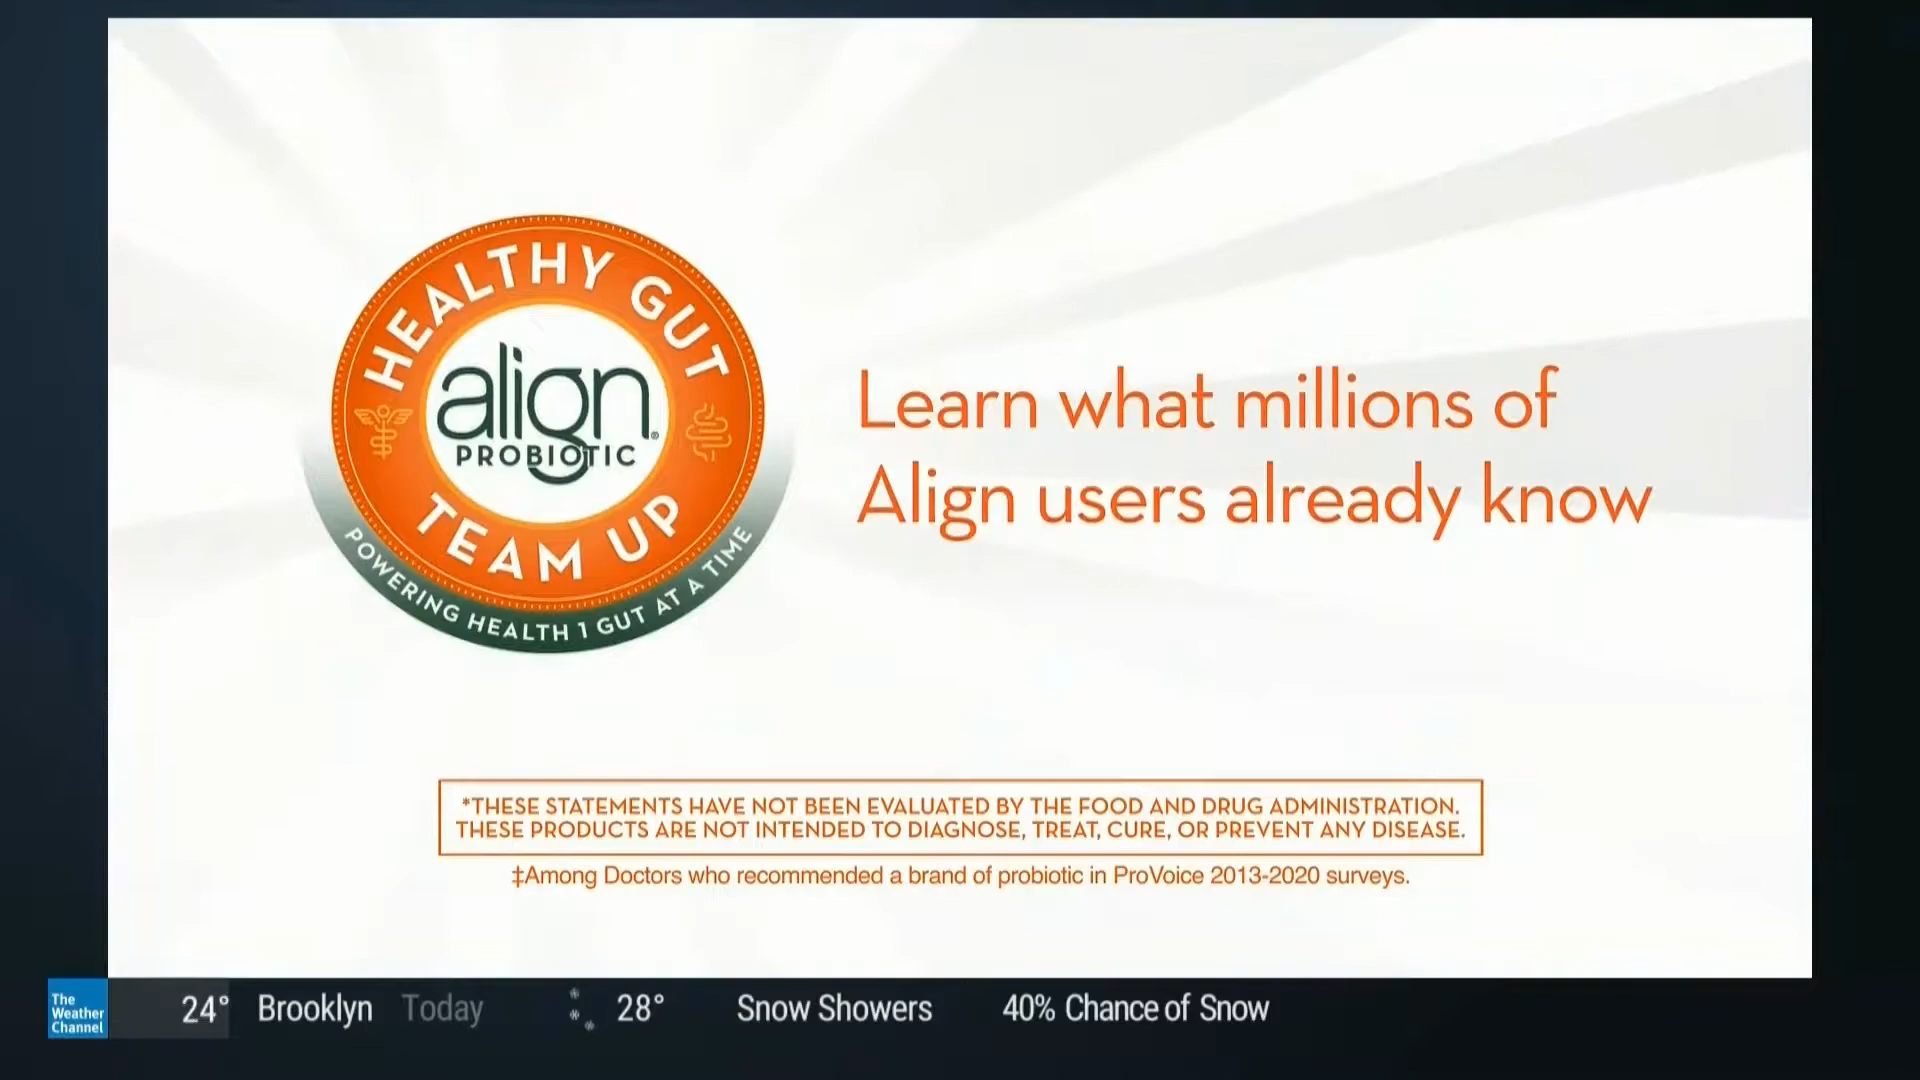 HEALTHY GUT
align®
PROBIOTIC
TEAM UP
POWERING HEALTH 1 GUT AT A TIME
Learn what millions of
Align users already know
*THESE STATEMENTS HAVE NOT BEEN EVALUATED BY THE FOOD AND DRUG ADMINISTRATION.
THESE PRODUCTS ARE NOT INTENDED TO DIAGNOSE, TREAT, CURE, OR PREVENT ANY DISEASE.
‡Among Doctors who recommended a brand of probiotic in ProVoice 2013-2020 surveys.
The
Weather
Channel
24° Brooklyn Today 28° Snow Showers 40% Chance of Snow